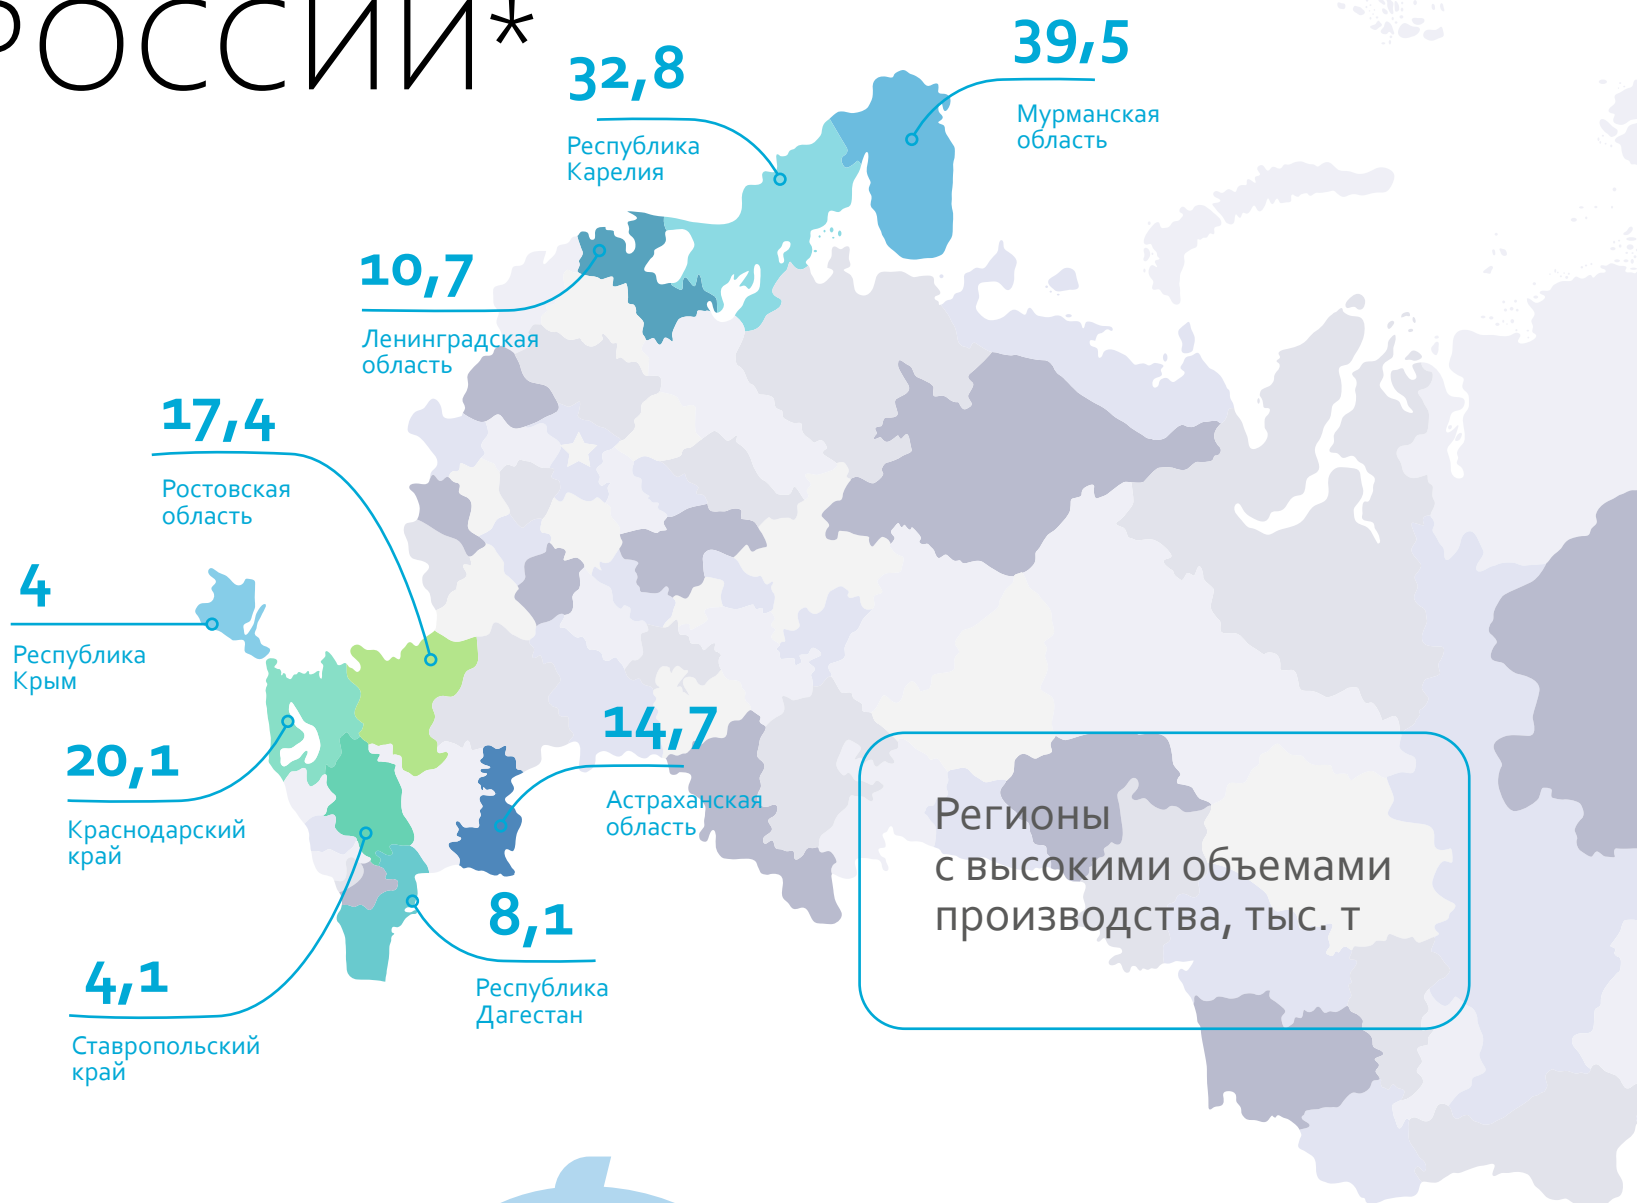 РОССИИ*
39,5
Мурманская
область
32,8
Республика
Карелия
10,7
Ленинградская
область
17,4
Ростовская
область
4
Республика
Крым
20,1
Краснодарский
край
14,7
Астраханская
область
8,1
Республика
Дагестан
4,1
Ставропольский
край
Регионы
с высокими объемами
производства, тыс. т